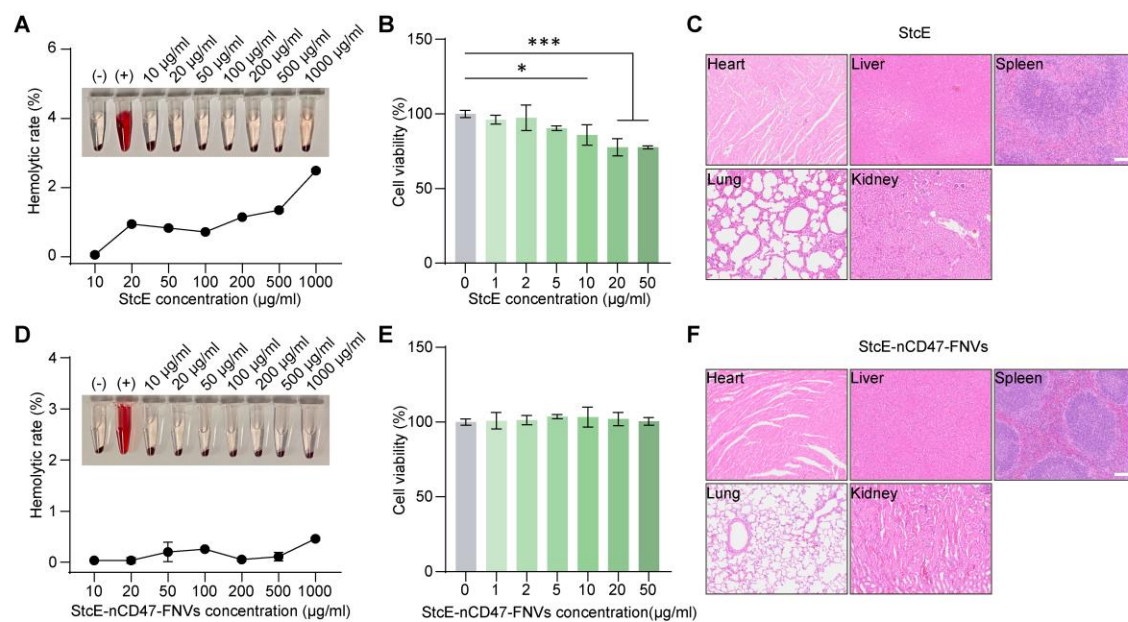 A
Hemolytic rate (%)
6
4
2
0
(-) (+) 10 µg/ml 20 µg/ml 50 µg/ml 100 µg/ml 200 µg/ml 500 µg/ml 1000 µg/ml
10 20 50 100 200 500 1000
StcE concentration (µg/ml)
B
Cell viability (%)
150
100
50
0
***
*
0 1 2 5 10 20 50
StcE concentration (µg/ml)
C
StcE
Heart Liver Spleen
Lung Kidney
D
Hemolytic rate (%)
4
3
2
1
0
(-) (+) 10 µg/ml 20 µg/ml 50 µg/ml 100 µg/ml 200 µg/ml 500 µg/ml 1000 µg/ml
10 20 50 100 200 500 1000
StcE-nCD47-FNVs concentration (µg/ml)
E
Cell viability (%)
150
100
50
0
0 1 2 5 10 20 50
StcE-nCD47-FNVs concentration(µg/ml)
F
StcE-nCD47-FNVs
Heart Liver Spleen
Lung Kidney